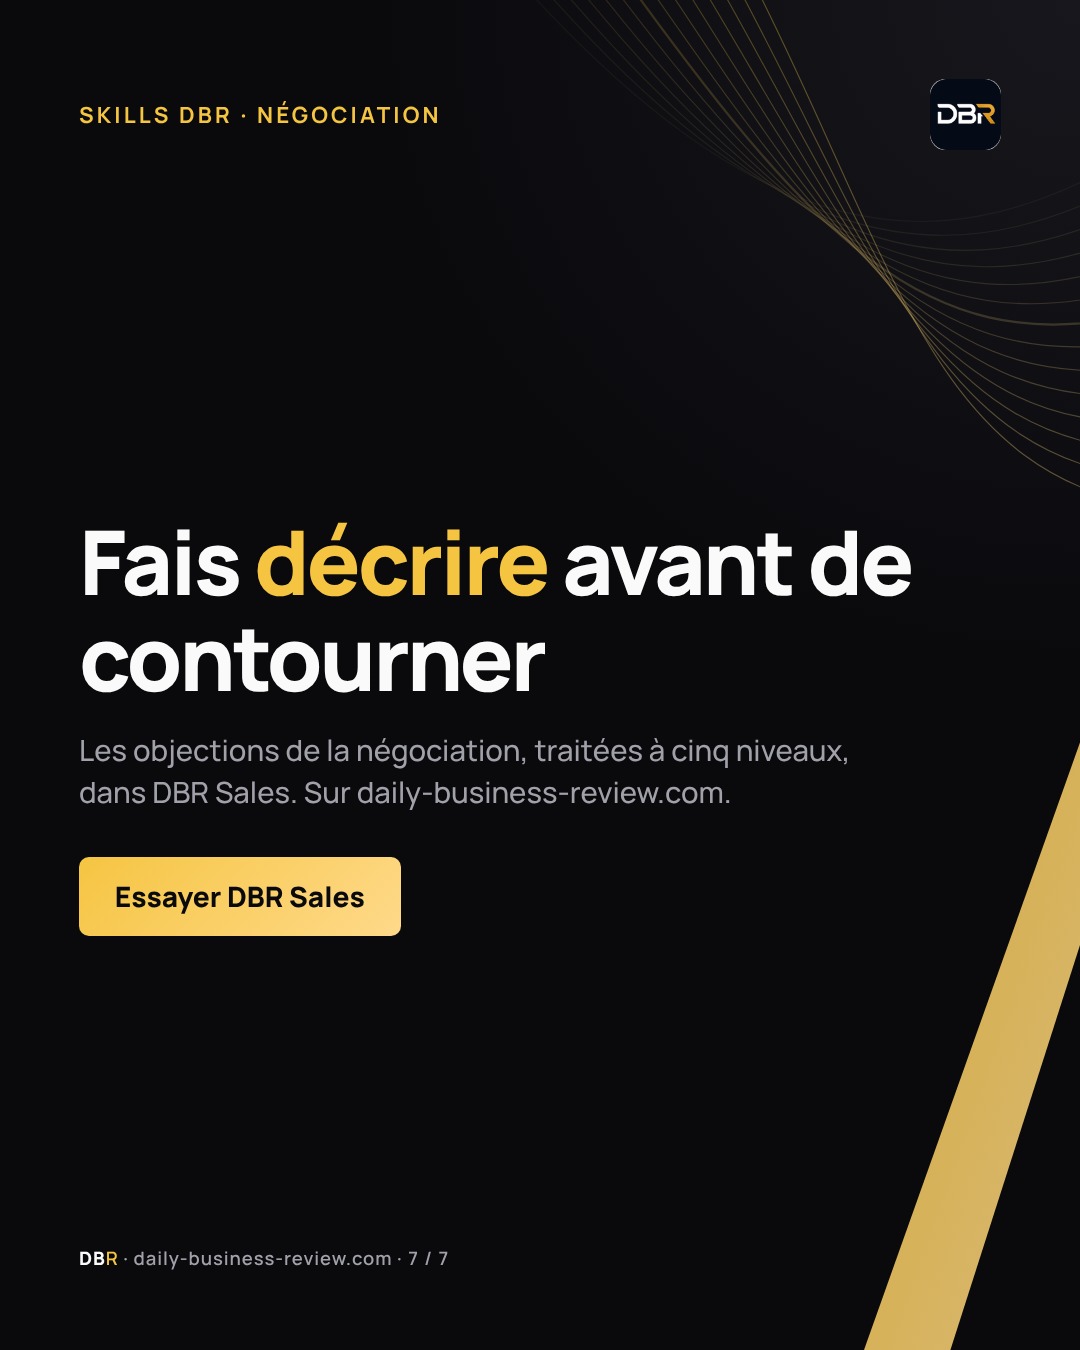 SKILLS DBR · NÉGOCIATION
DBR
Fais décrire avant de
contourner
Les objections de la négociation, traitées à cinq niveaux,
dans DBR Sales. Sur daily-business-review.com.
Essayer DBR Sales
DBR · daily-business-review.com · 7 / 7